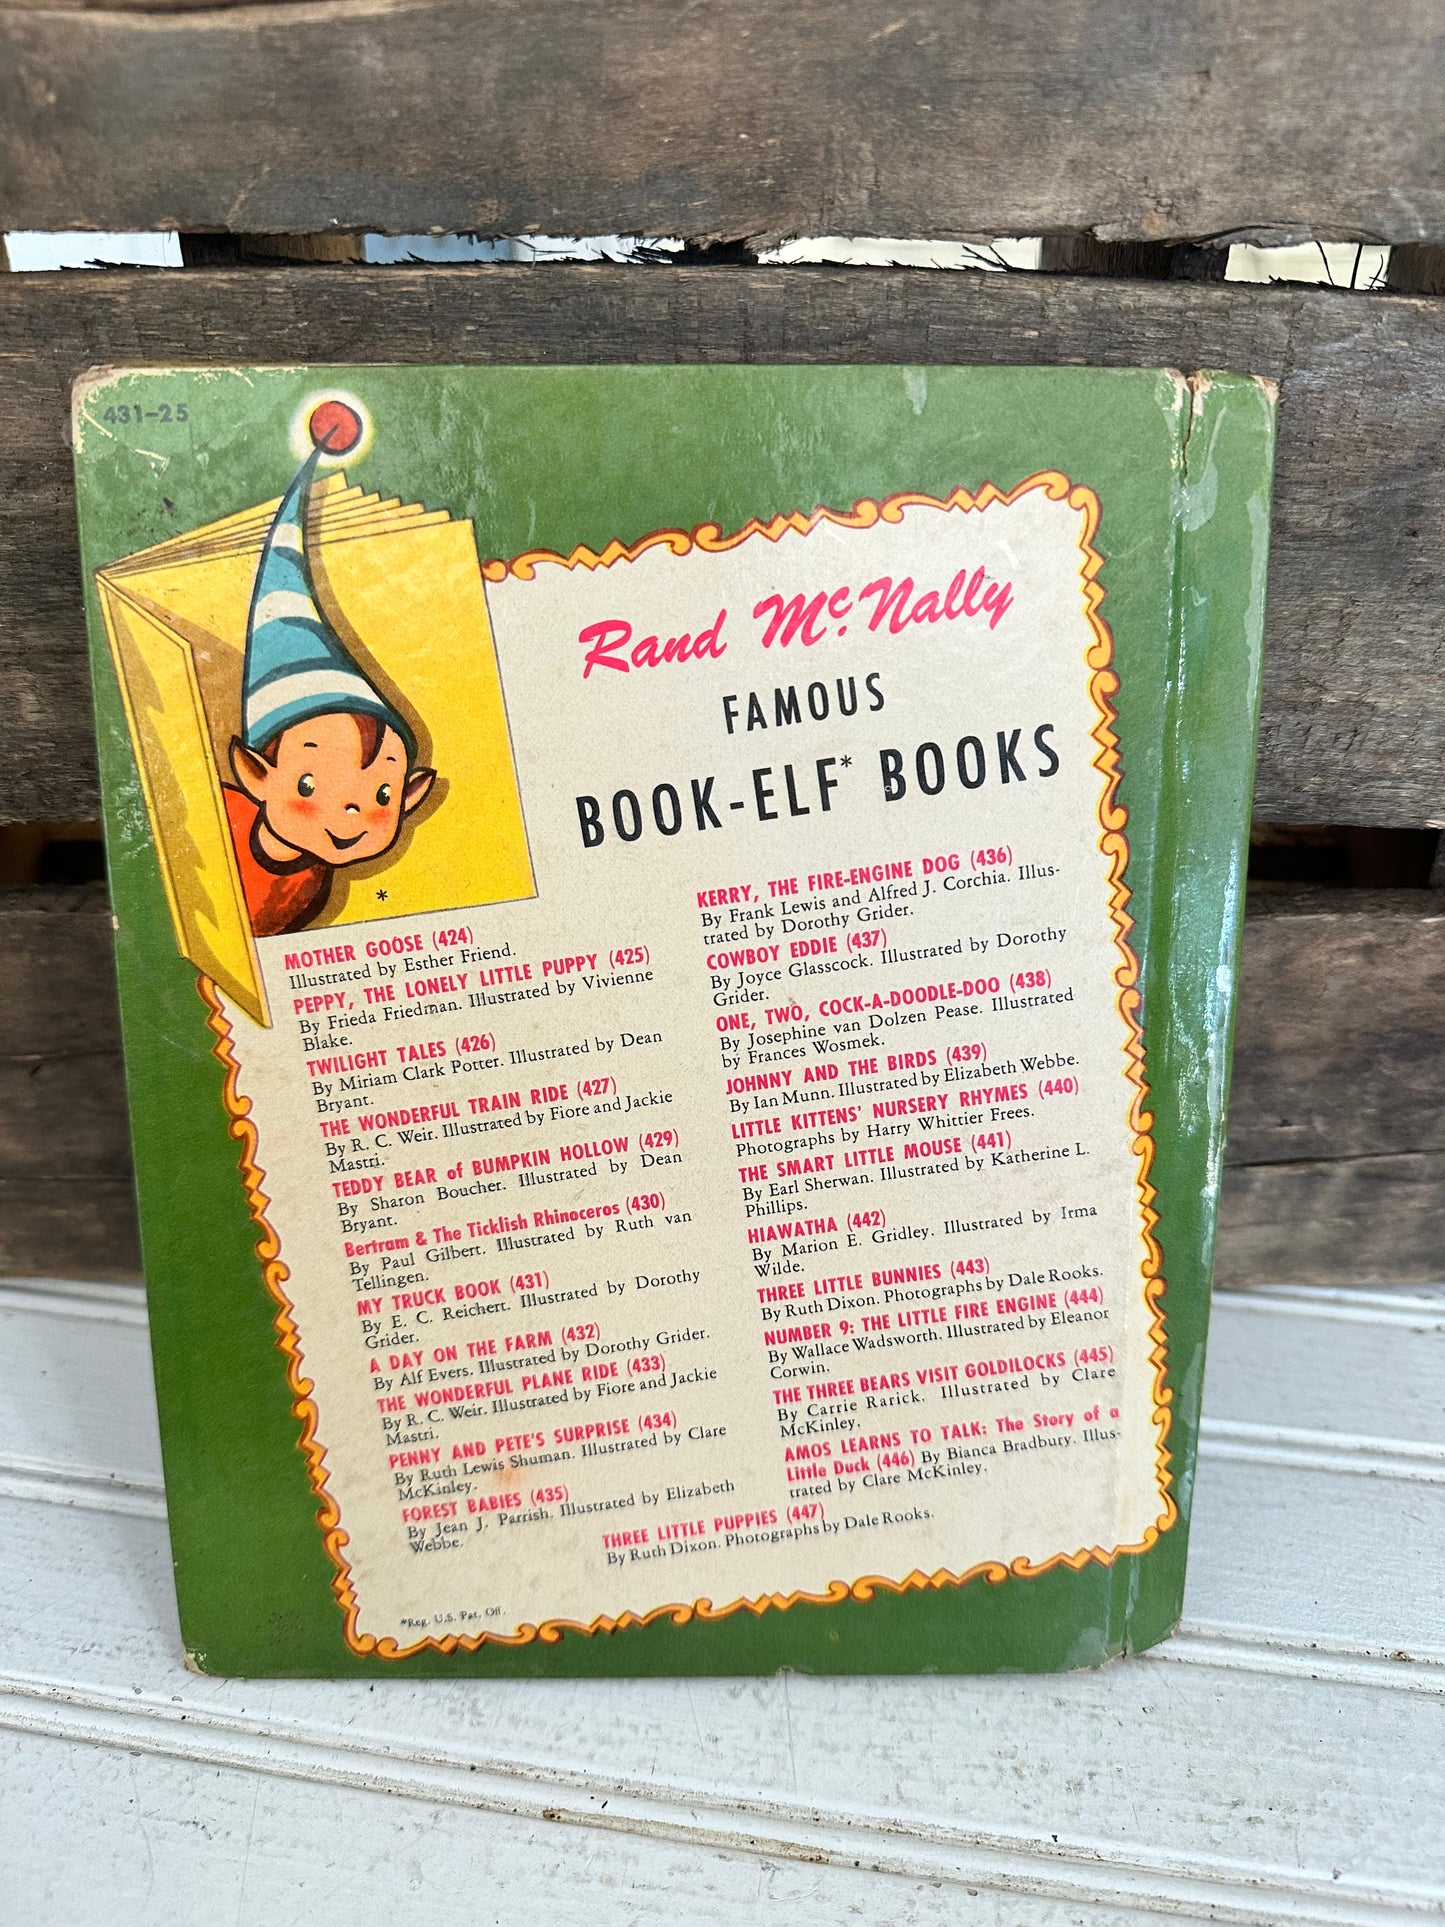 431-25
Rand McNally
FAMOUS
BOOK-ELF* BOOKS
*
MOTHER GOOSE (424)
Illustrated by Esther Friend.
PEPPY, THE LONELY LITTLE PUPPY (425)
By Frieda Friedman. Illustrated by Vivienne
Blake.
TWILIGHT TALES (426)
By Miriam Clark Potter. Illustrated by Dean
Bryant.
THE WONDERFUL TRAIN RIDE (427)
By R. C. Weir. Illustrated by Fiore and Jackie
Mastri.
TEDDY BEAR of BUMPKIN HOLLOW (429)
By Sharon Boucher. Illustrated by Dean
Bryant.
Bertram & The Ticklish Rhinoceros (430)
By Paul Gilbert. Illustrated by Ruth van
Tellingen.
MY TRUCK BOOK (431)
By E. C. Reichert. Illustrated by Dorothy
Grider.
A DAY ON THE FARM (432)
By Alf Evers. Illustrated by Dorothy Grider.
THE WONDERFUL PLANE RIDE (433)
By R. C. Weir. Illustrated by Fiore and Jackie
Mastri.
PENNY AND PETE'S SURPRISE (434)
By Ruth Lewis Shuman. Illustrated by Clare
McKinley.
FOREST BABIES (435)
By Jean J. Parrish. Illustrated by Elizabeth
Webbe.
KERRY, THE FIRE-ENGINE DOG (436)
By Frank Lewis and Alfred J. Corchia. Illus-
trated by Dorothy Grider.
COWBOY EDDIE (437)
By Joyce Glasscock. Illustrated by Dorothy
Grider.
ONE, TWO, COCK-A-DOODLE-DOO (438)
By Josephine van Dolzen Pease. Illustrated
by Frances Wosmek.
JOHNNY AND THE BIRDS (439)
By Ian Munn. Illustrated by Elizabeth Webbe.
LITTLE KITTENS' NURSERY RHYMES (440)
Photographs by Harry Whittier Frees.
THE SMART LITTLE MOUSE (441)
By Earl Sherwan. Illustrated by Katherine L.
Phillips.
HIAWATHA (442)
By Marion E. Gridley. Illustrated by Irma
Wilde.
THREE LITTLE BUNNIES (443)
By Ruth Dixon. Photographs by Dale Rooks.
NUMBER 9: THE LITTLE FIRE ENGINE (444)
By Wallace Wadsworth. Illustrated by Eleanor
Corwin.
THE THREE BEARS VISIT GOLDILOCKS (445)
By Carrie Rarick. Illustrated by Clare
McKinley.
AMOS LEARNS TO TALK: The Story of a
Little Duck (446) By Bianca Bradbury. Illus-
trated by Clare McKinley.
THREE LITTLE PUPPIES (447)
By Ruth Dixon. Photographs by Dale Rooks.
*Reg. U.S. Pat. Off.